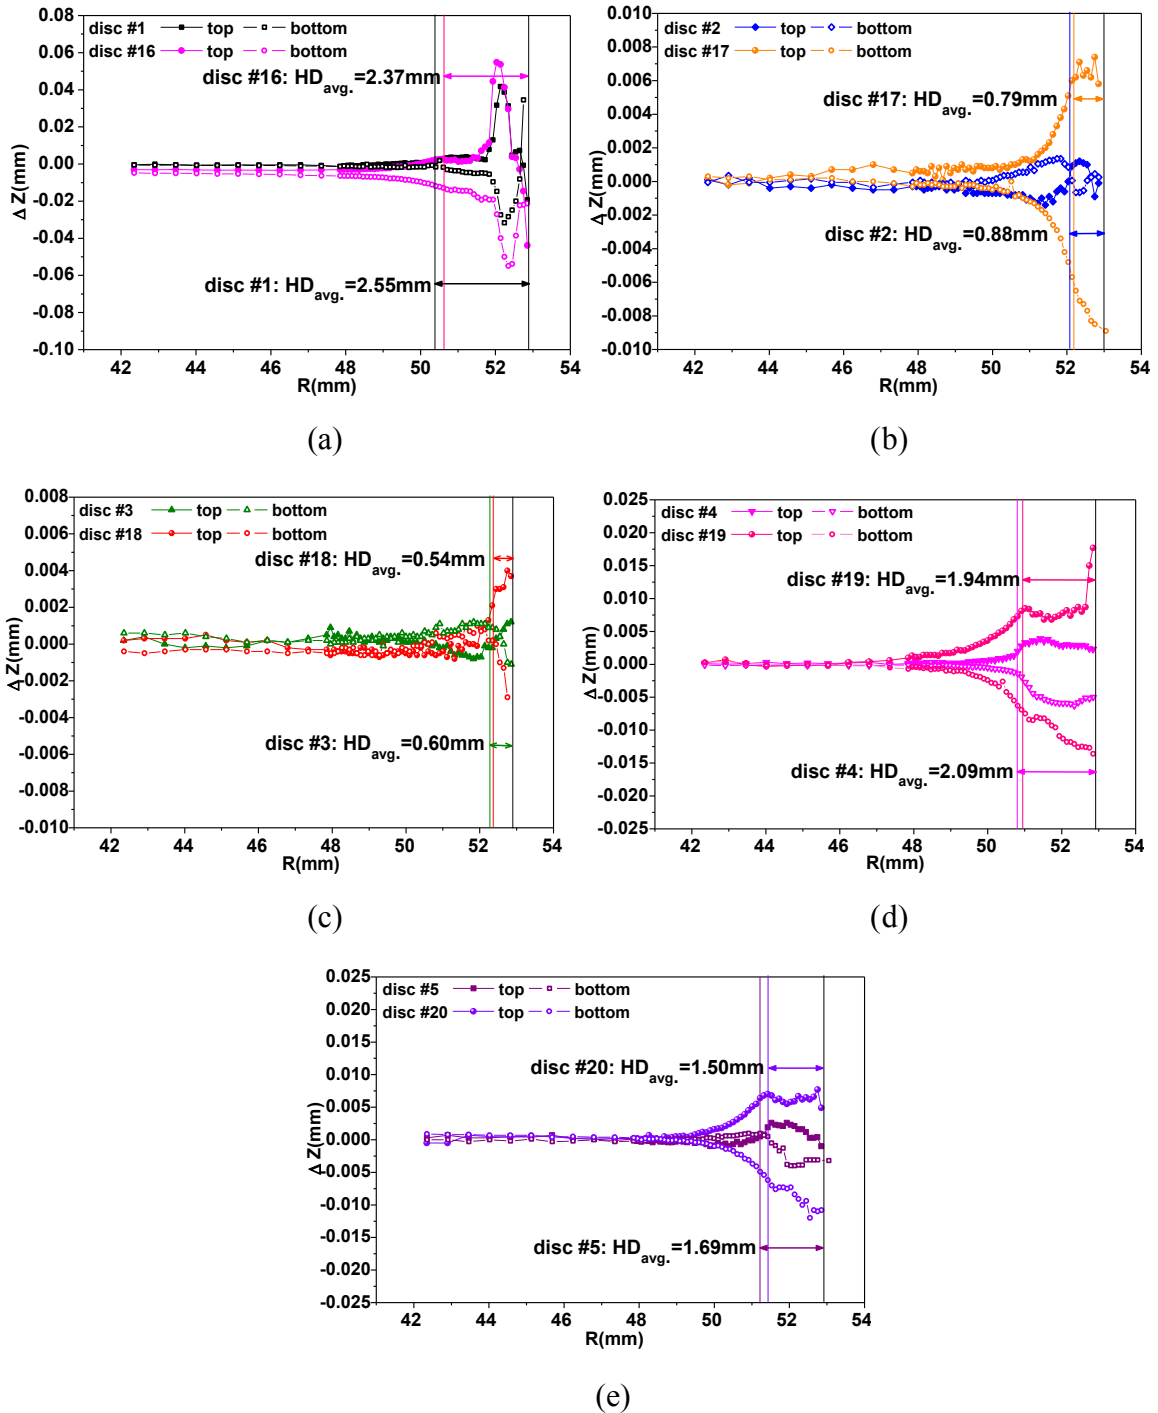 disc #1 top bottom
disc #16 top bottom
disc #16: HDavg.=2.37mm
disc #1: HDavg.=2.55mm
0.08
0.06
0.04
0.02
0.00
-0.02
-0.04
-0.06
-0.08
-0.10
Δ Z(mm)
42 44 46 48 50 52 54
R(mm)
(a)
disc #2 top bottom
disc #17 top bottom
disc #17: HDavg.=0.79mm
disc #2: HDavg.=0.88mm
0.010
0.008
0.006
0.004
0.002
0.000
-0.002
-0.004
-0.006
-0.008
-0.010
Δ Z(mm)
42 44 46 48 50 52 54
R(mm)
(b)
disc #3 top bottom
disc #18 top bottom
disc #18: HDavg.=0.54mm
disc #3: HDavg.=0.60mm
0.008
0.006
0.004
0.002
0.000
-0.002
-0.004
-0.006
-0.008
-0.010
Δ Z(mm)
42 44 46 48 50 52 54
R(mm)
(c)
disc #4 top bottom
disc #19 top bottom
disc #19: HDavg.=1.94mm
disc #4: HDavg.=2.09mm
0.025
0.020
0.015
0.010
0.005
0.000
-0.005
-0.010
-0.015
-0.020
-0.025
Δ Z(mm)
42 44 46 48 50 52 54
R(mm)
(d)
disc #5 top bottom
disc #20 top bottom
disc #20: HDavg.=1.50mm
disc #5: HDavg.=1.69mm
0.025
0.020
0.015
0.010
0.005
0.000
-0.005
-0.010
-0.015
-0.020
-0.025
Δ Z(mm)
42 44 46 48 50 52 54
R(mm)
(e)